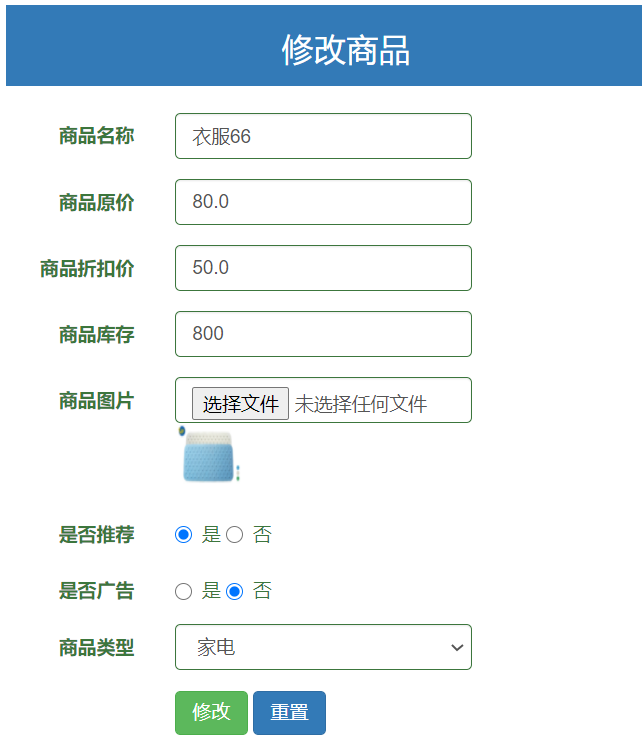 修改商品
商品名称 衣服66
商品原价 80.0
商品折扣价 50.0
商品库存 800
商品图片 选择文件 未选择任何文件
是否推荐 是 否
是否广告 是 否
商品类型 家电
修改 重置